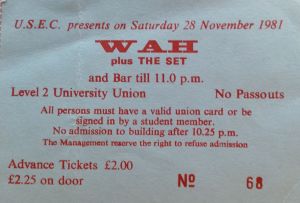 U.S.E.C. presents on Saturday 28 November 1981
WAH
plus THE SET
and Bar till 11.0 p.m.
Level 2 University Union No Passouts
All persons must have a valid union card or be
signed in by a student member.
No admission to building after 10.25 p.m.
The Management reserve the right to refuse admission
Advance Tickets £2.00
£2.25 on door No 68